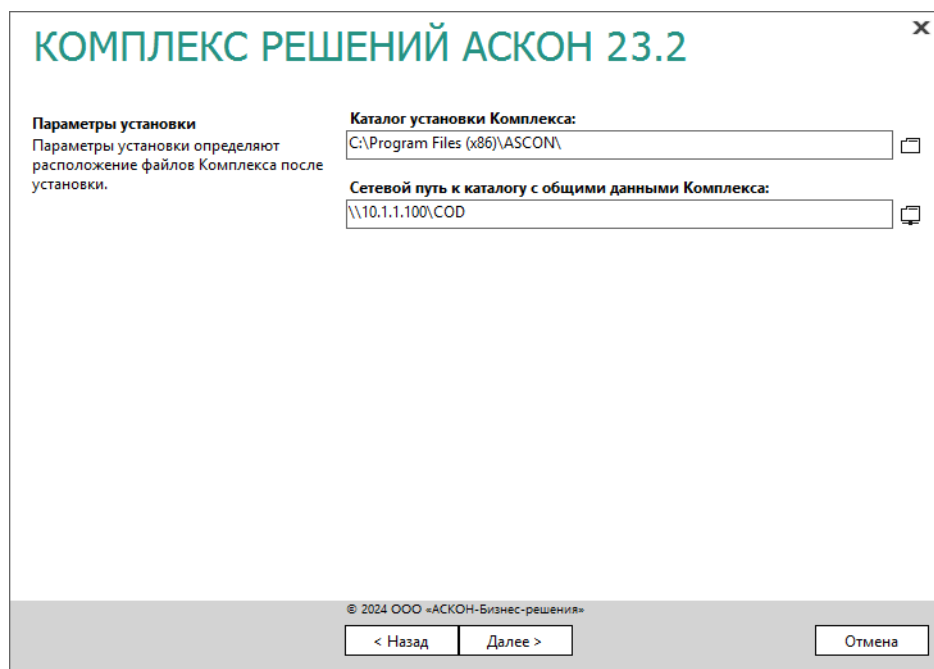 КОМПЛЕКС РЕШЕНИЙ АСКОН 23.2
Параметры установки
Параметры установки определяют
расположение файлов Комплекса после
установки.
Каталог установки Комплекса:
C:\Program Files (x86)\ASCON\
Сетевой путь к каталогу с общими данными Комплекса:
\\10.1.1.100\COD
© 2024 ООО «АСКОН-Бизнес-решения»
< Назад
Далее >
Отмена